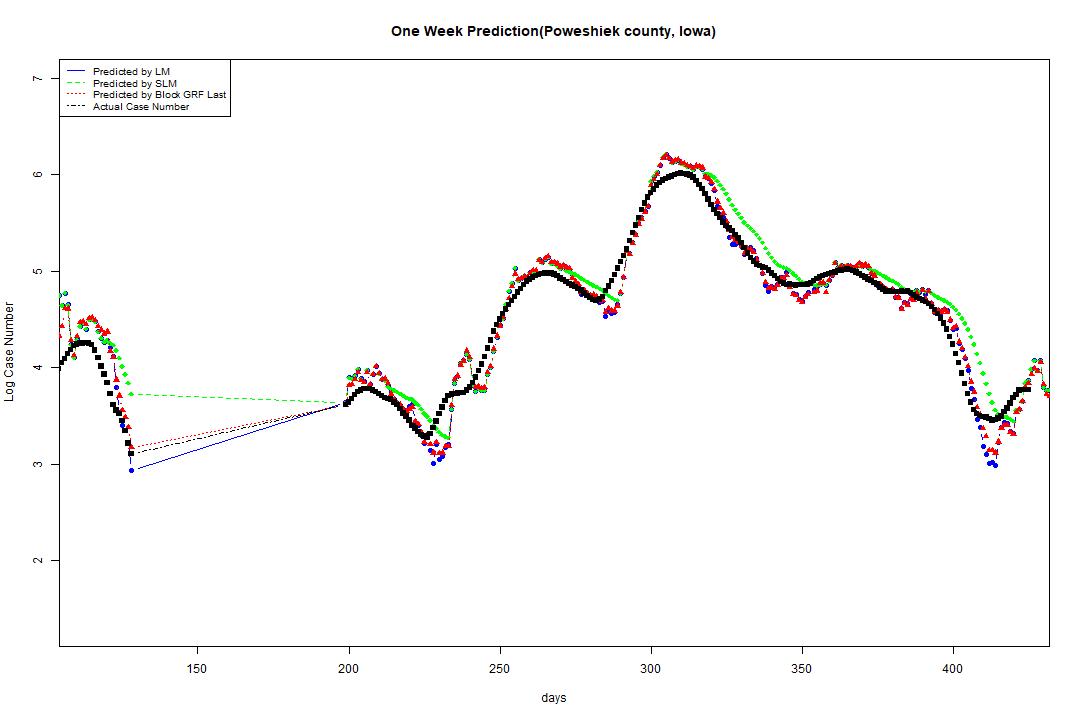 One Week Prediction(Poweshiek county, Iowa)
Predicted by LM
Predicted by SLM
Predicted by Block GRF Last
Actual Case Number
7
6
5
4
3
2
Log Case Number
150 200 250 300 350 400
days